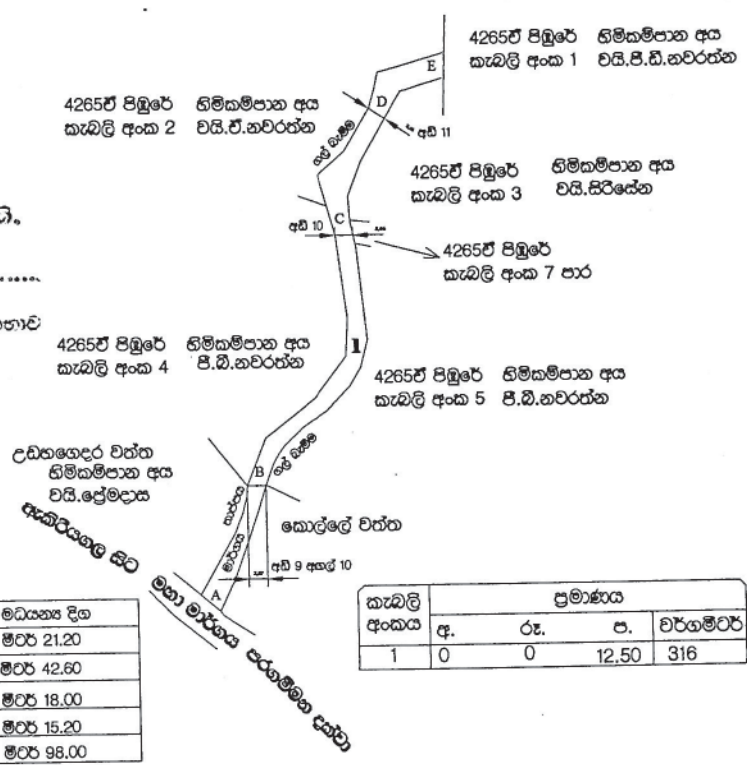 4265ඒ පිඹුරේ හිමිකම්පාන අය
කැබලි අංක 1 වයි.පී.ඩී.නවරත්න
E
4265ඒ පිඹුරේ හිමිකම්පාන අය
කැබලි අංක 2 වයි.ඒ.නවරත්න
D
අඩි 11
ගල් බැම්ම
4265ඒ පිඹුරේ හිමිකම්පාන අය
කැබලි අංක 3 වයි.සිරිසේන
C
අඩි 10
4265ඒ පිඹුරේ
කැබලි අංක 7 පාර
4265ඒ පිඹුරේ හිමිකම්පාන අය
කැබලි අංක 4 පී.බී.නවරත්න
1
4265ඒ පිඹුරේ හිමිකම්පාන අය
කැබලි අංක 5 පී.බී.නවරත්න
උඩහගෙදර වත්ත
හිමිකම්පාන අය
වයි.ප්‍රේමදාස
B
ගල් බැම්ම
තාප්පය
මාර්ගය
කොල්ලේ වත්ත
අඩි 9 අඟල් 10
A
ඇකිරියගල සිට
මහා මාර්ගය පරගම්මන දක්වා
මධ්‍යන්‍ය දිග
මීටර් 21.20
මීටර් 42.60
මීටර් 18.00
මීටර් 15.20
මීටර් 98.00
කැබලි අංකය ප්‍රමාණය
අ. රූ. ප. වර්ගමීටර්
1 0 0 12.50 316